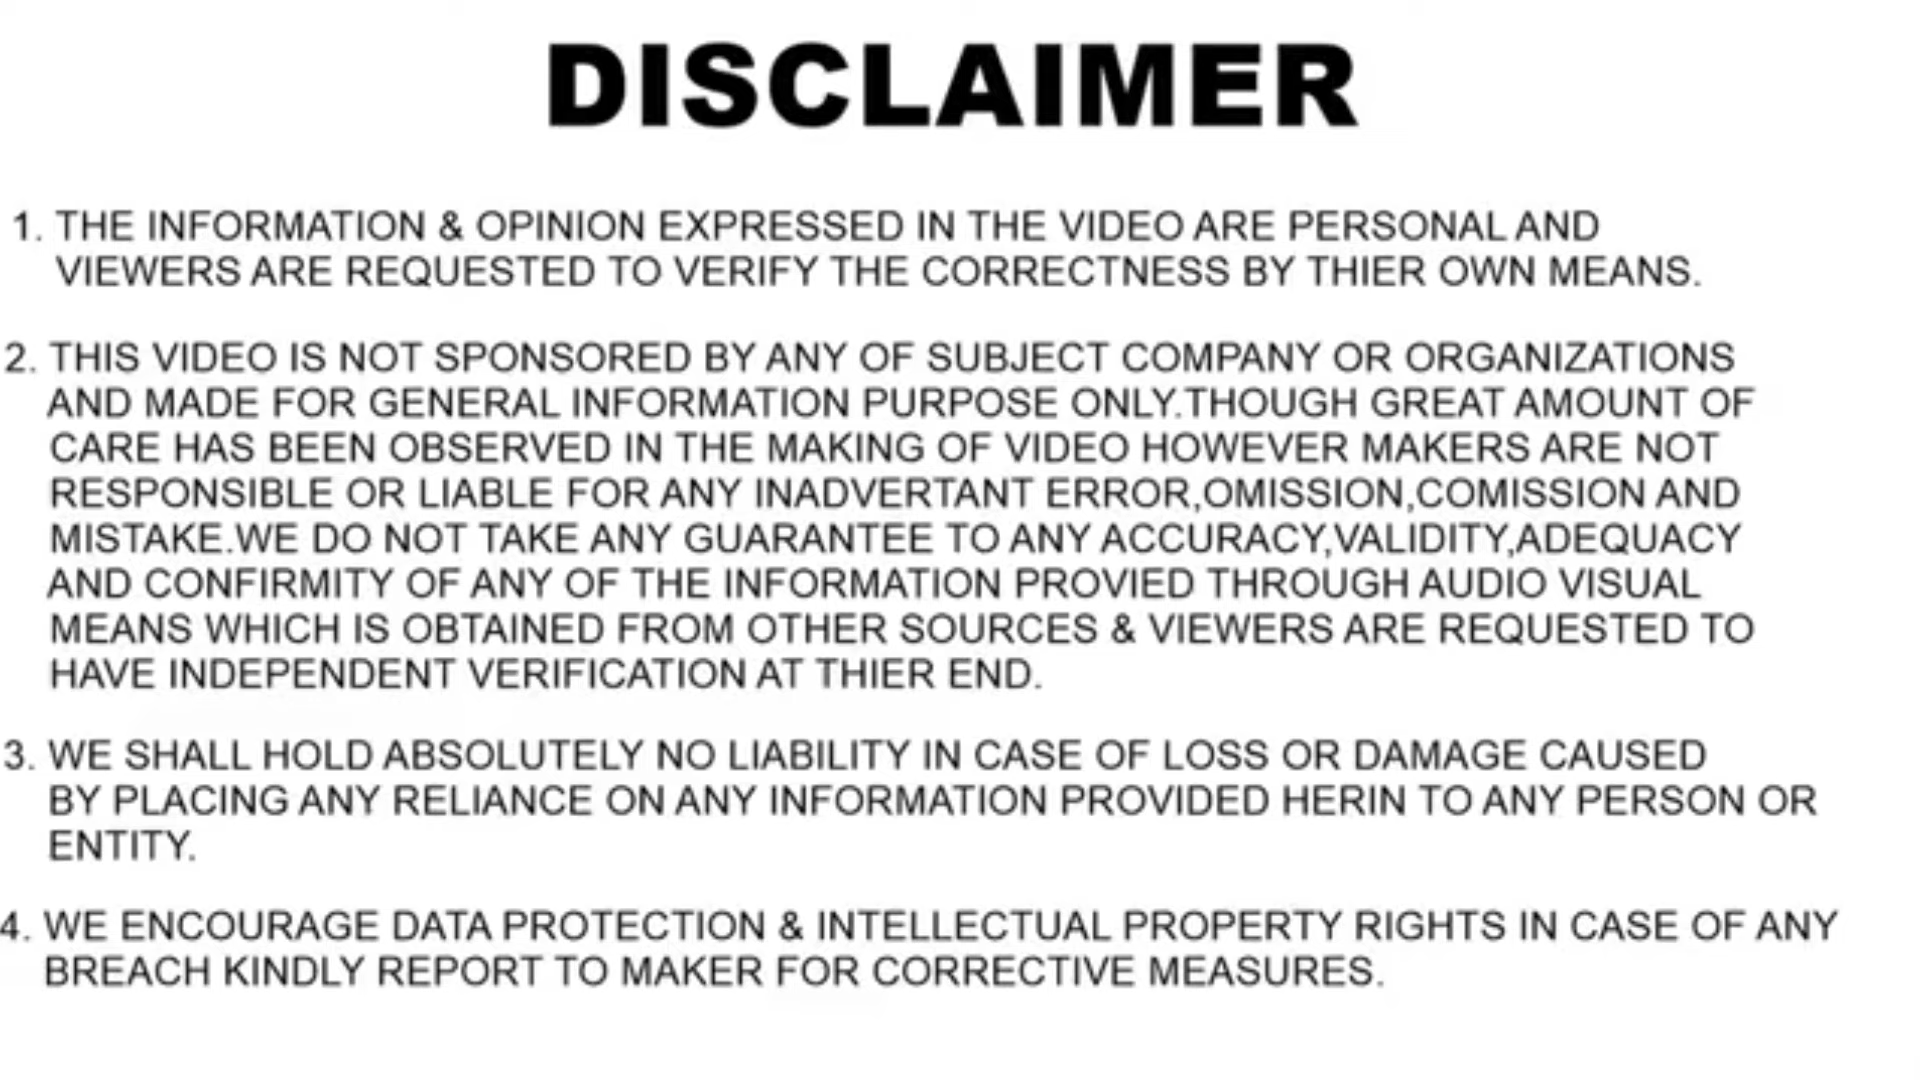 DISCLAIMER
1. THE INFORMATION & OPINION EXPRESSED IN THE VIDEO ARE PERSONAL AND
VIEWERS ARE REQUESTED TO VERIFY THE CORRECTNESS BY THIER OWN MEANS.
2. THIS VIDEO IS NOT SPONSORED BY ANY OF SUBJECT COMPANY OR ORGANIZATIONS
AND MADE FOR GENERAL INFORMATION PURPOSE ONLY.THOUGH GREAT AMOUNT OF
CARE HAS BEEN OBSERVED IN THE MAKING OF VIDEO HOWEVER MAKERS ARE NOT
RESPONSIBLE OR LIABLE FOR ANY INADVERTANT ERROR,OMISSION,COMISSION AND
MISTAKE.WE DO NOT TAKE ANY GUARANTEE TO ANY ACCURACY,VALIDITY,ADEQUACY
AND CONFIRMITY OF ANY OF THE INFORMATION PROVIED THROUGH AUDIO VISUAL
MEANS WHICH IS OBTAINED FROM OTHER SOURCES & VIEWERS ARE REQUESTED TO
HAVE INDEPENDENT VERIFICATION AT THIER END.
3. WE SHALL HOLD ABSOLUTELY NO LIABILITY IN CASE OF LOSS OR DAMAGE CAUSED
BY PLACING ANY RELIANCE ON ANY INFORMATION PROVIDED HERIN TO ANY PERSON OR
ENTITY.
4. WE ENCOURAGE DATA PROTECTION & INTELLECTUAL PROPERTY RIGHTS IN CASE OF ANY
BREACH KINDLY REPORT TO MAKER FOR CORRECTIVE MEASURES.